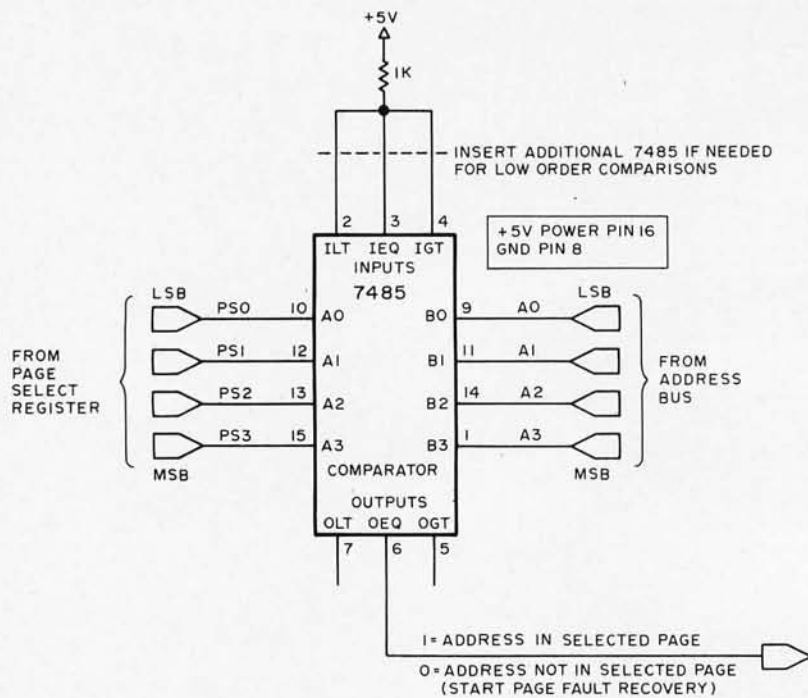 +5V
1K
INSERT ADDITIONAL 7485 IF NEEDED
FOR LOW ORDER COMPARISONS
2 3 4
ILT IEQ IGT
INPUTS
7485
+5V POWER PIN 16
GND PIN 8
LSB PS0 10 A0
PS1 12 A1
PS2 13 A2
PS3 15 A3
MSB
FROM
PAGE
SELECT
REGISTER
B0 9 A0 LSB
B1 11 A1
B2 14 A2
B3 1 A3
MSB
FROM
ADDRESS
BUS
COMPARATOR
OUTPUTS
OLT OEQ OGT
7 6 5
1= ADDRESS IN SELECTED PAGE
0= ADDRESS NOT IN SELECTED PAGE
(START PAGE FAULT RECOVERY)